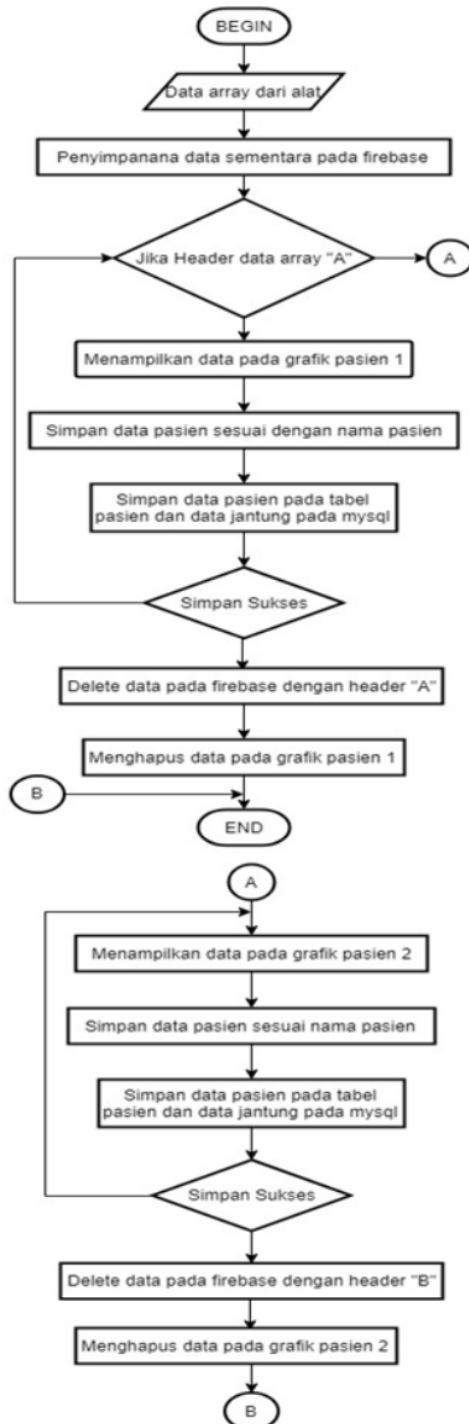 BEGIN
Data array dari alat
Penyimpanana data sementara pada firebase
Jika Header data array "A"
A
Menampilkan data pada grafik pasien 1
Simpan data pasien sesuai dengan nama pasien
Simpan data pasien pada tabel
pasien dan data jantung pada mysql
Simpan Sukses
Delete data pada firebase dengan header "A"
Menghapus data pada grafik pasien 1
B
END
A
Menampilkan data pada grafik pasien 2
Simpan data pasien sesuai nama pasien
Simpan data pasien pada tabel
pasien dan data jantung pada mysql
Simpan Sukses
Delete data pada firebase dengan header "B"
Menghapus data pada grafik pasien 2
B